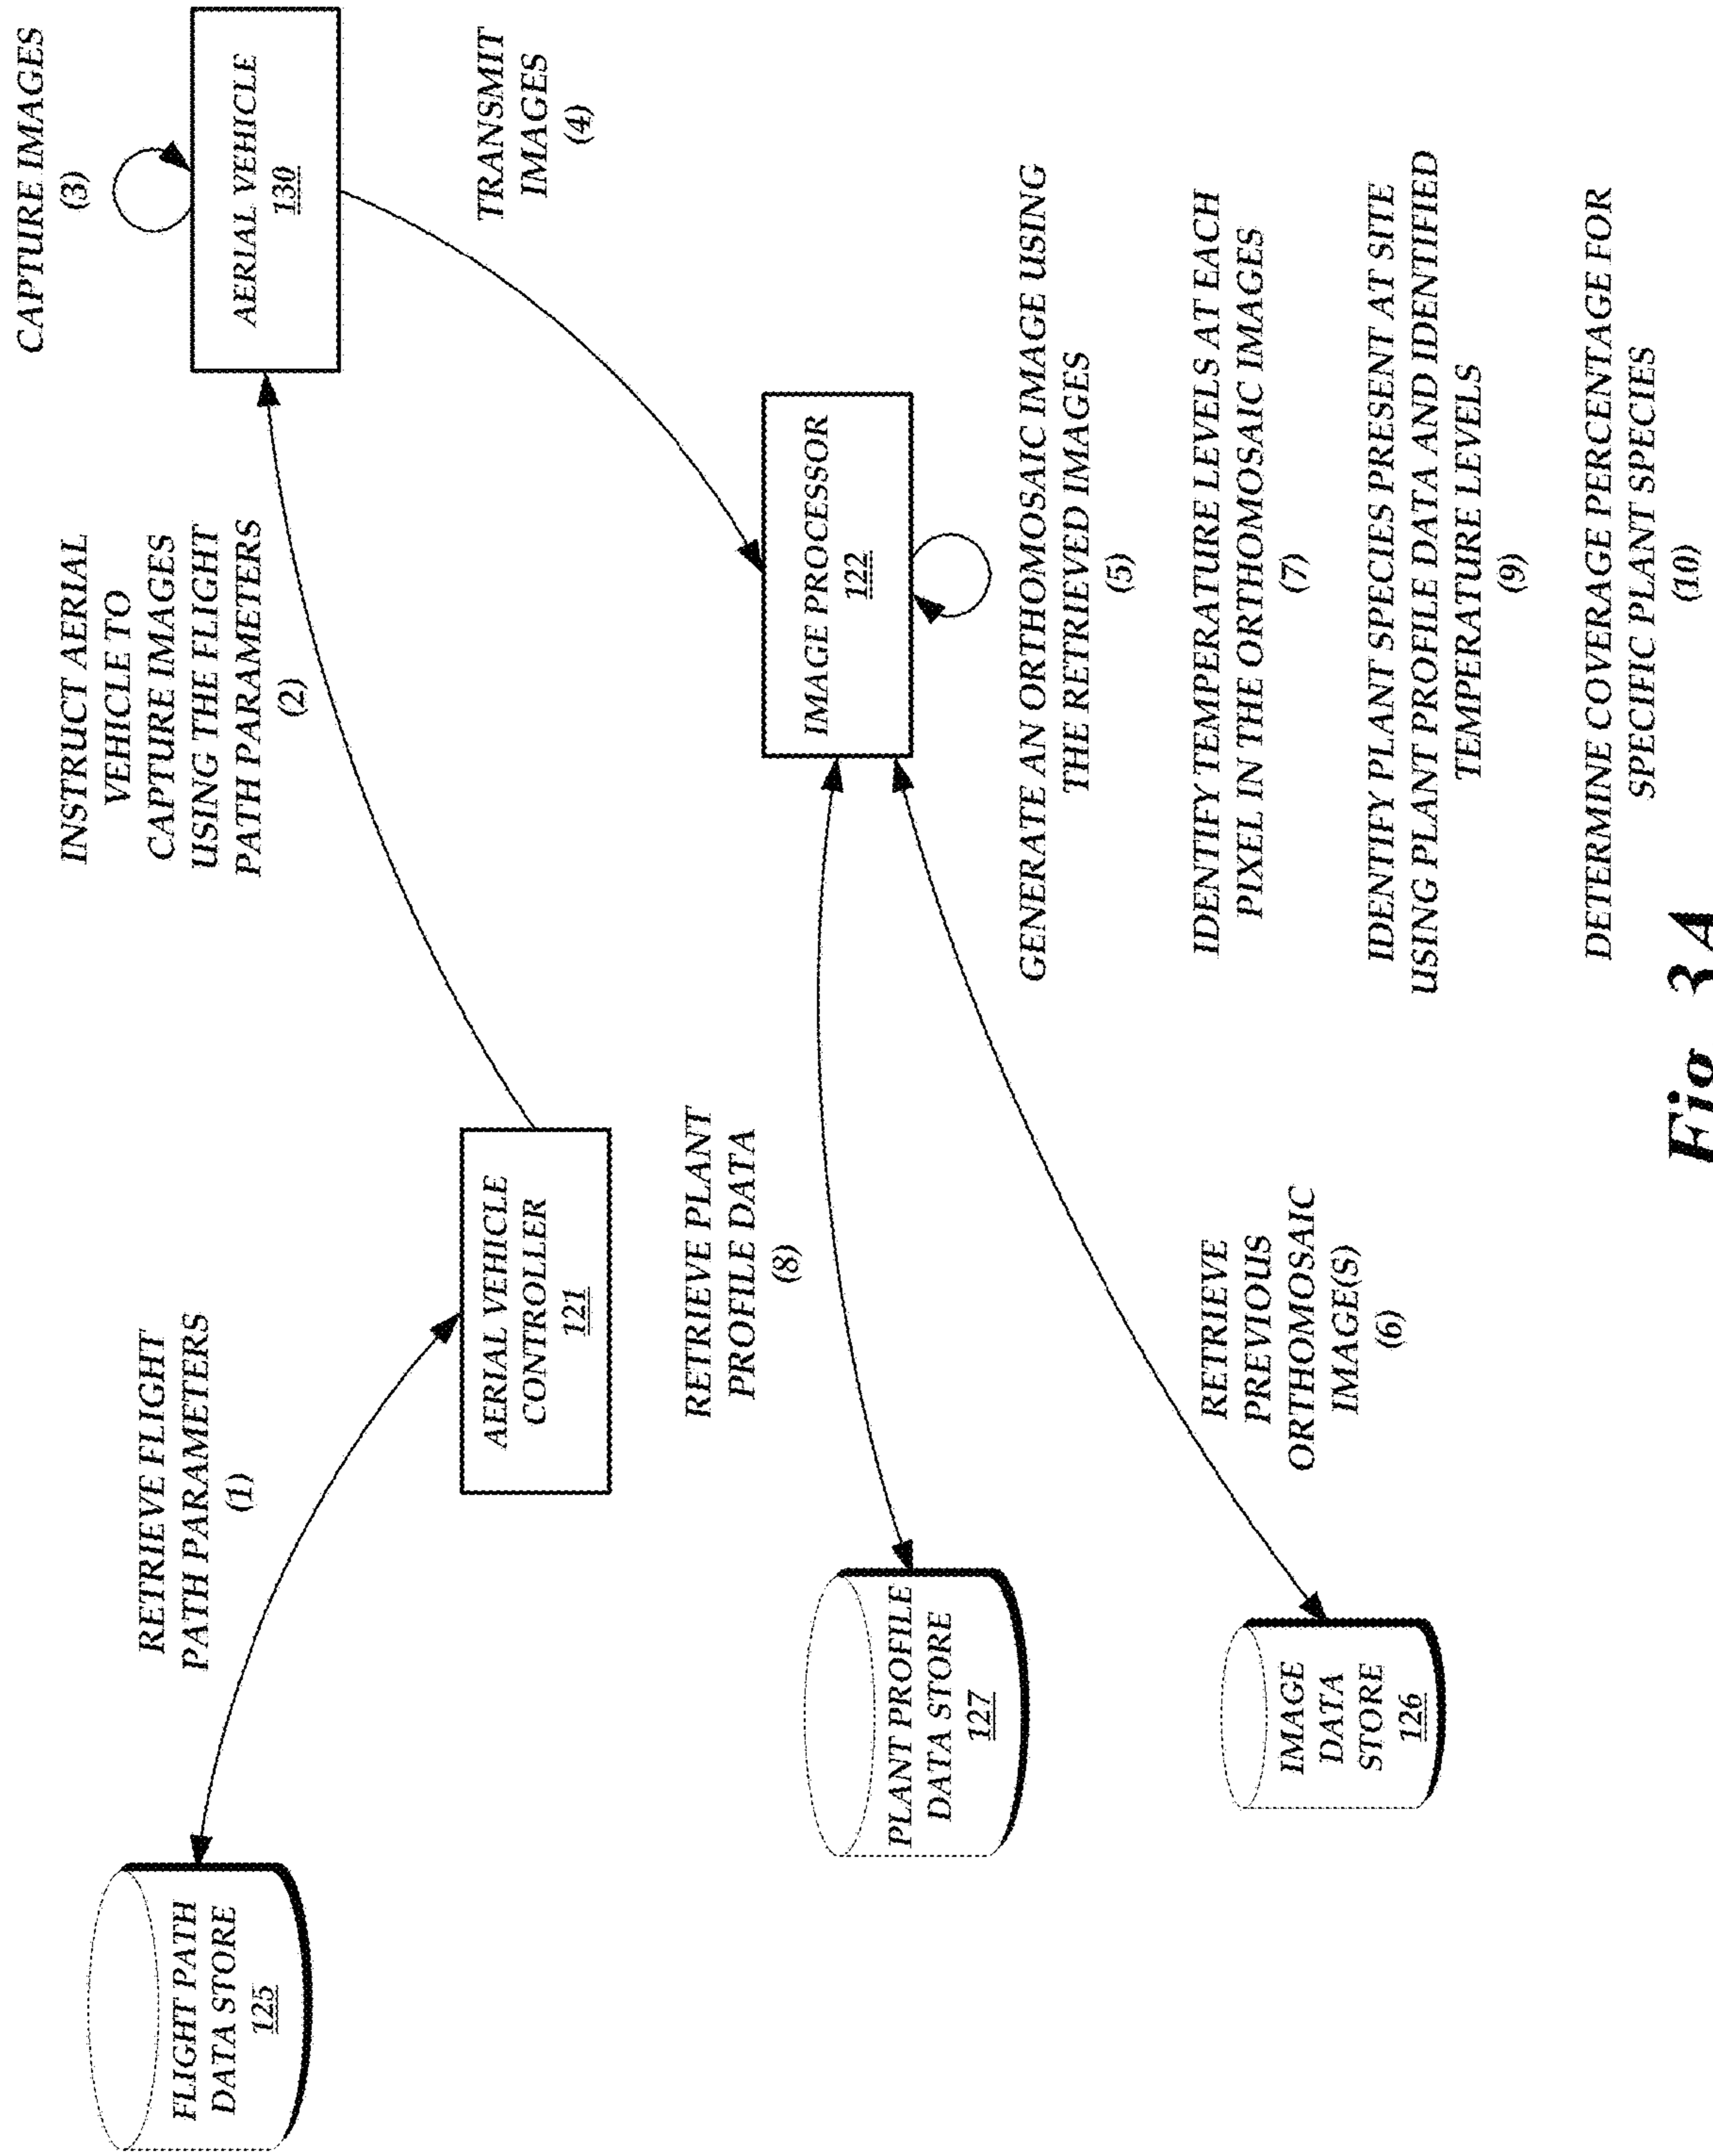 CAPTURE IMAGES
(3)
AERIAL VEHICLE
130
INSTRUCT AERIAL
VEHICLE TO
CAPTURE IMAGES
USING THE FLIGHT
PATH PARAMETERS
(2)
TRANSMIT
IMAGES
(4)
RETRIEVE FLIGHT
PATH PARAMETERS
(1)
FLIGHT PATH
DATA STORE
125
AERIAL VEHICLE
CONTROLLER
121
IMAGE PROCESSOR
122
RETRIEVE PLANT
PROFILE DATA
(8)
PLANT PROFILE
DATA STORE
127
RETRIEVE
PREVIOUS
ORTHOMOSAIC
IMAGE(S)
(6)
IMAGE
DATA
STORE
126
GENERATE AN ORTHOMOSAIC IMAGE USING
THE RETRIEVED IMAGES
(5)
IDENTIFY TEMPERATURE LEVELS AT EACH
PIXEL IN THE ORTHOMOSAIC IMAGES
(7)
IDENTIFY PLANT SPECIES PRESENT AT SITE
USING PLANT PROFILE DATA AND IDENTIFIED
TEMPERATURE LEVELS
(9)
DETERMINE COVERAGE PERCENTAGE FOR
SPECIFIC PLANT SPECIES
(10)
Fig. 3A